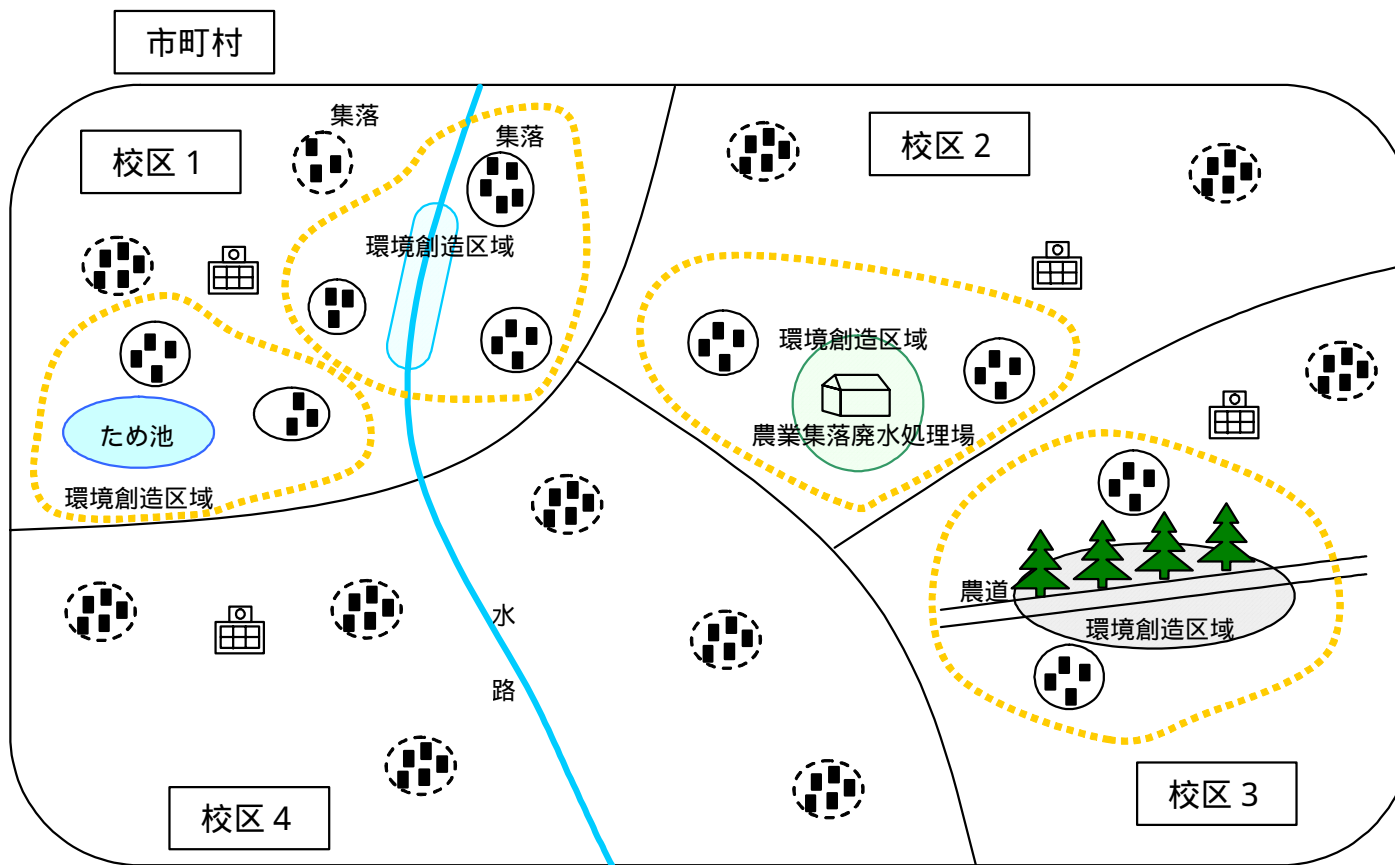 市町村
集落
集落
校区 1
校区 2
環境創造区域
環境創造区域
ため池
農業集落廃水処理場
環境創造区域
農道
環境創造区域
水
路
校区 3
校区 4